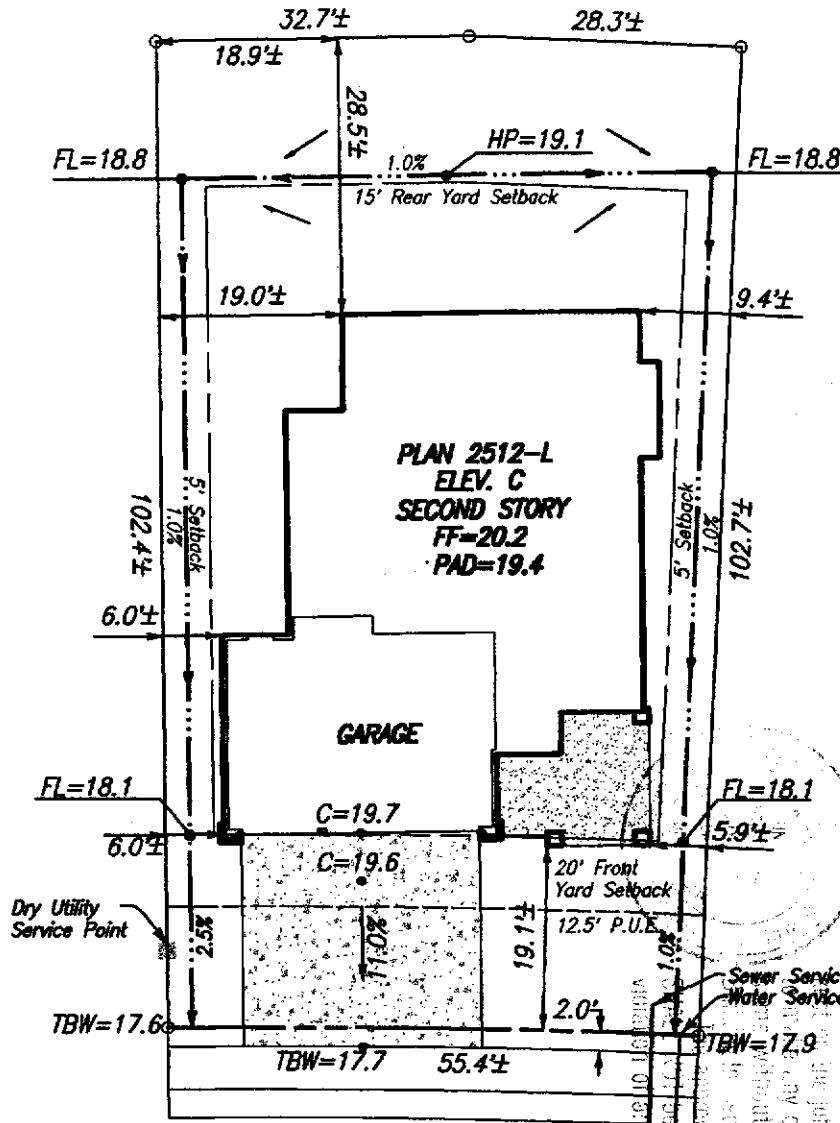 32.7'±
28.3'±
18.9'±
28.5'±
HP=19.1
FL=18.8
1.0%
FL=18.8
15' Rear Yard Setback
19.0'±
9.4'±
PLAN 2512-L
ELEV. C
SECOND STORY
FF=20.2
PAD=19.4
102.4'±
1.0%
5' Setback
5' Setback
1.0%
102.7'±
6.0'±
GARAGE
FL=18.1
C=19.7
FL=18.1
6.0'±
5.9'±
C=19.6
20' Front
Yard Setback
Dry Utility
Service Point
12.5' P.U.E.
2.5%
11.0%
19.1'±
1.0%
Sewer Servic
Water Service
2.0'
TBW=17.6
TBW=17.9
TBW=17.7
55.4'±